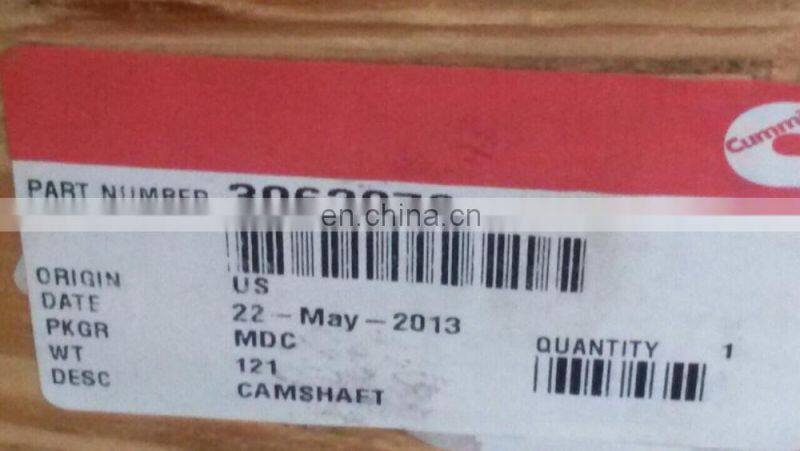 Cummi
PART NUMBER
en.china.cn
ORIGIN US
DATE 22-May-2013
PKGR MDC
WT 121
DESC CAMSHAFT
QUANTITY 1